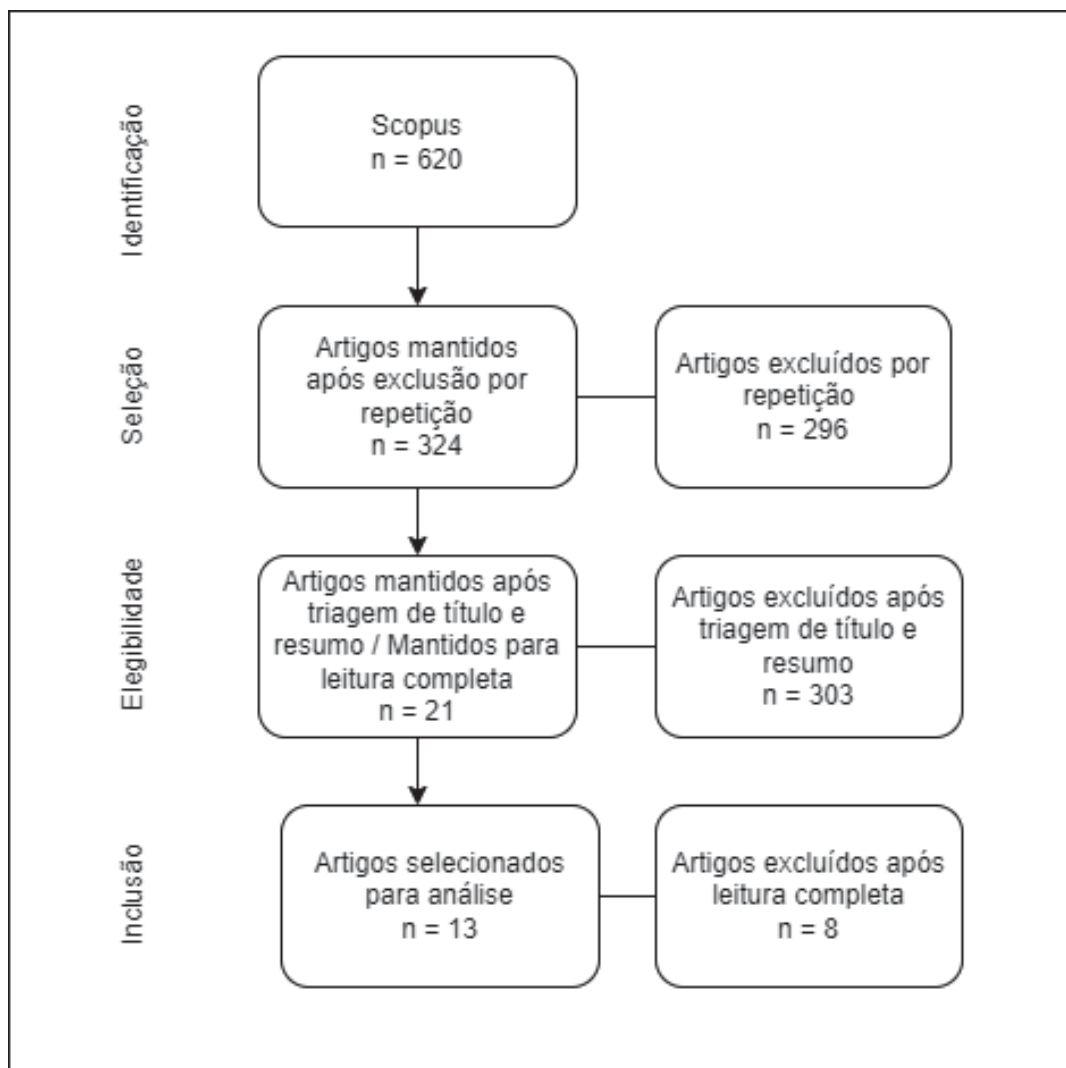 Identificação
Scopus
n = 620
Seleção
Artigos mantidos
após exclusão por
repetição
n = 324
Artigos excluídos por
repetição
n = 296
Elegibilidade
Artigos mantidos após
triagem de título e
resumo / Mantidos para
leitura completa
n = 21
Artigos excluídos após
triagem de título e
resumo
n = 303
Inclusão
Artigos selecionados
para análise
n = 13
Artigos excluídos após
leitura completa
n = 8